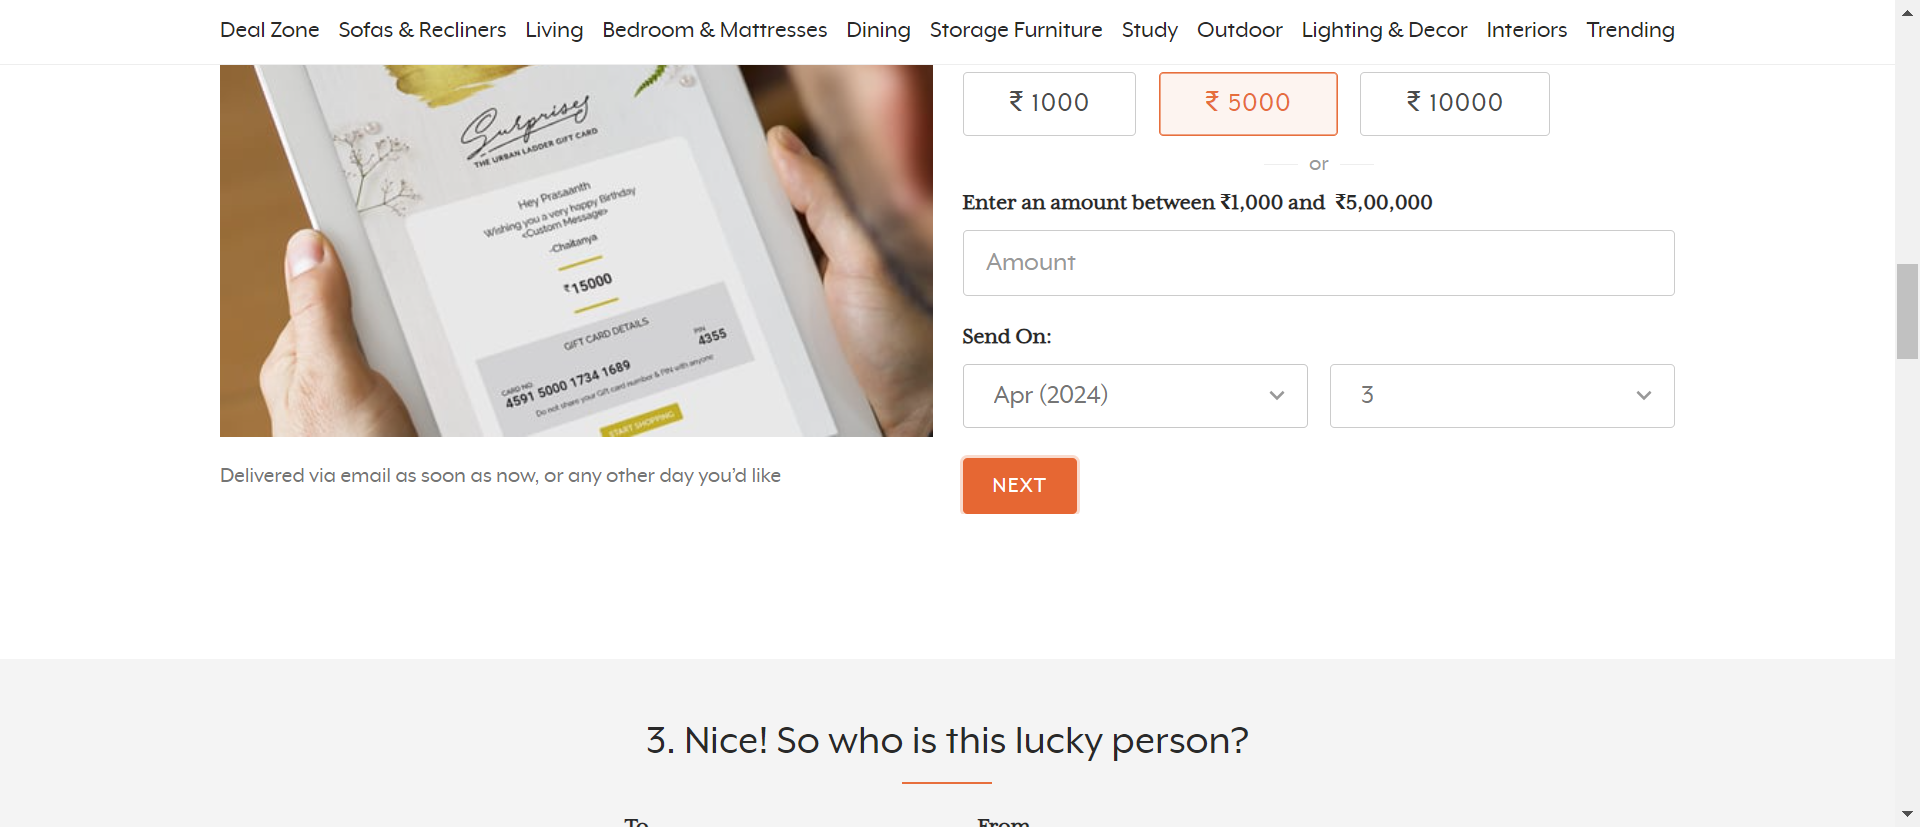 Deal Zone Sofas & Recliners Living Bedroom & Mattresses Dining Storage Furniture Study Outdoor Lighting & Decor Interiors Trending
Surprises
THE URBAN LADDER GIFT CARD
Hey Prasaanth
Wishing you a very happy Birthday
<Custom Message>
-Chaitanya
₹15000
GIFT CARD DETAILS
CARD NO. PIN
4591 5000 1734 1689 4355
Do not share your Gift card number & PIN with anyone
START SHOPPING
Delivered via email as soon as now, or any other day you’d like
₹ 1000 ₹ 5000 ₹ 10000
or
Enter an amount between ₹1,000 and ₹5,00,000
Amount
Send On:
Apr (2024) 3
NEXT
3. Nice! So who is this lucky person?
To From